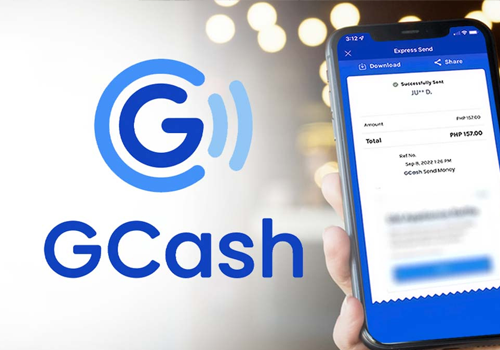 GCash
3:12
Express Send
Download
Share
Successfully Sent
JU** D.
Amount PHP 157.00
Total PHP 157.00
Ref No.
Sep 8, 2022 1:26 PM
GCash Send Money